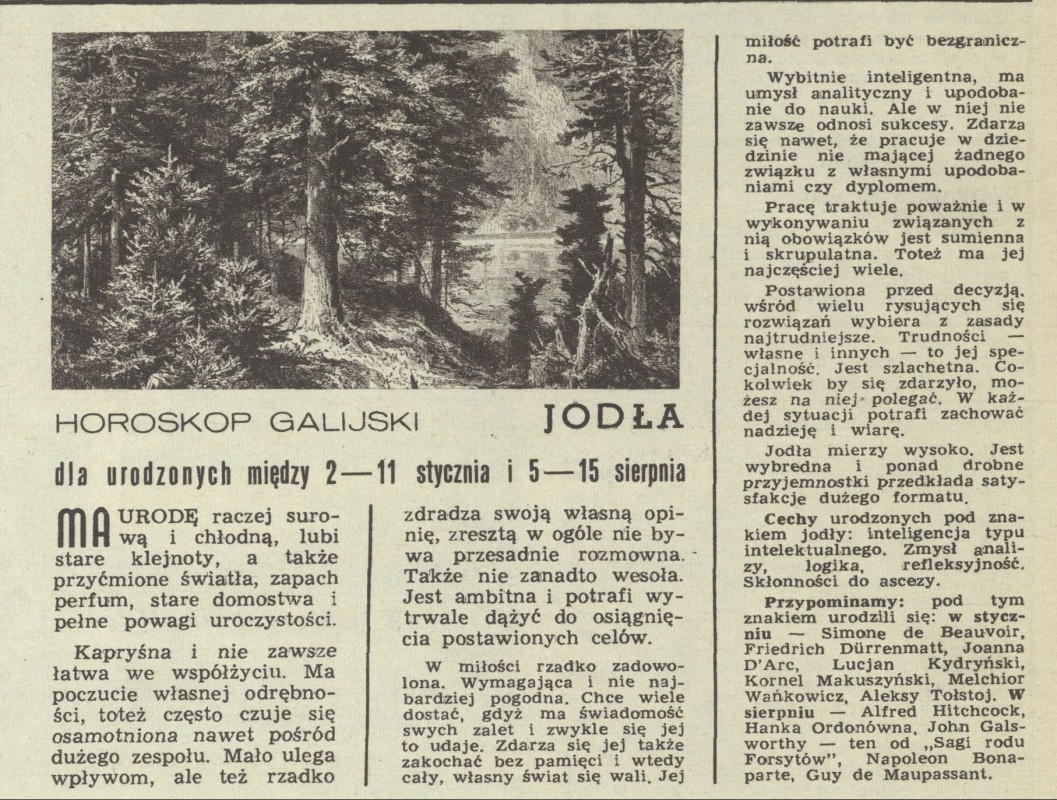 HOROSKOP GALIJSKI JODŁA
dla urodzonych między 2—11 stycznia i 5—15 sierpnia
MA URODĘ raczej suro-
wą i chłodną, lubi
stare klejnoty, a także
przyćmione światła, zapach
perfum, stare domostwa i
pełne powagi uroczystości.
Kapryśna i nie zawsze
łatwa we współżyciu. Ma
poczucie własnej odrębno-
ści, toteż często czuje się
osamotniona nawet pośród
dużego zespołu. Mało ulega
wpływom, ale też rzadko
zdradza swoją własną opi-
nię, zresztą w ogóle nie by-
wa przesadnie rozmowna.
Także nie zanadto wesoła.
Jest ambitna i potrafi wy-
trwale dążyć do osiągnię-
cia postawionych celów.
W miłości rzadko zadowo-
lona. Wymagająca i nie naj-
bardziej pogodna. Chce wiele
dostać, gdyż ma świadomość
swych zalet i zwykle się jej
to udaje. Zdarza się jej także
zakochać bez pamięci i wtedy
cały, własny świat się wali. Jej
miłość potrafi być bezgranicz-
na.
Wybitnie inteligentna, ma
umysł analityczny i upodoba-
nie do nauki. Ale w niej nie
zawsze odnosi sukcesy. Zdarza
się nawet, że pracuje w dzie-
dzinie nie mającej żadnego
związku z własnymi upodoba-
niami czy dyplomem.
Pracę traktuje poważnie i w
wykonywaniu związanych z
nią obowiązków jest sumienna
i skrupulatna. Toteż ma jej
najczęściej wiele.
Postawiona przed decyzją,
wśród wielu rysujących się
rozwiązań wybiera z zasady
najtrudniejsze. Trudności —
własne i innych — to jej spe-
cjalność. Jest szlachetna. Co-
kolwiek by się zdarzyło, mo-
żesz na niej polegać. W każ-
dej sytuacji potrafi zachować
nadzieję i wiarę.
Jodła mierzy wysoko. Jest
wybredna i ponad drobne
przyjemnostki przedkłada saty-
sfakcje dużego formatu.
Cechy urodzonych pod zna-
kiem jodły: inteligencja typu
intelektualnego. Zmysł anali-
zy, logika, refleksyjność.
Skłonności do ascezy.
Przypominamy: pod tym
znakiem urodzili się: w stycz-
niu — Simone de Beauvoir,
Friedrich Dürrenmatt, Joanna
D'Arc, Lucjan Kydryński,
Kornel Makuszyński, Melchior
Wańkowicz, Aleksy Tołstoj. W
sierpniu — Alfred Hitchcock,
Hanka Ordonówna, John Gals-
worthy — ten od „Sagi rodu
Forsytów”, Napoleon Bona-
parte, Guy de Maupassant.